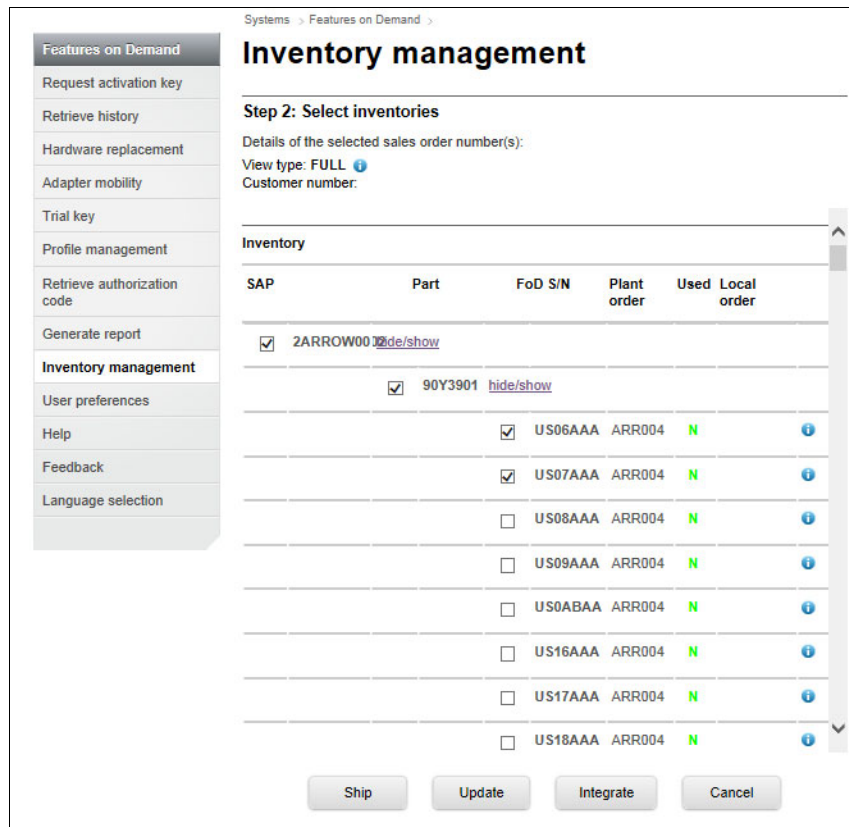 Systems > Features on Demand >
Features on Demand
Request activation key
Retrieve history
Hardware replacement
Adapter mobility
Trial key
Profile management
Retrieve authorization
code
Generate report
Inventory management
User preferences
Help
Feedback
Language selection
Inventory management
Step 2: Select inventories
Details of the selected sales order number(s):
View type: FULL
Customer number:
Inventory
SAP Part FoD S/N Plant order Used Local order
hide/show
90Y3901 hide/show
US06AAA ARR004 N
US07AAA ARR004 N
US08AAA ARR004 N
US09AAA ARR004 N
US0ABAA ARR004 N
US16AAA ARR004 N
US17AAA ARR004 N
US18AAA ARR004 N
Ship Update Integrate Cancel